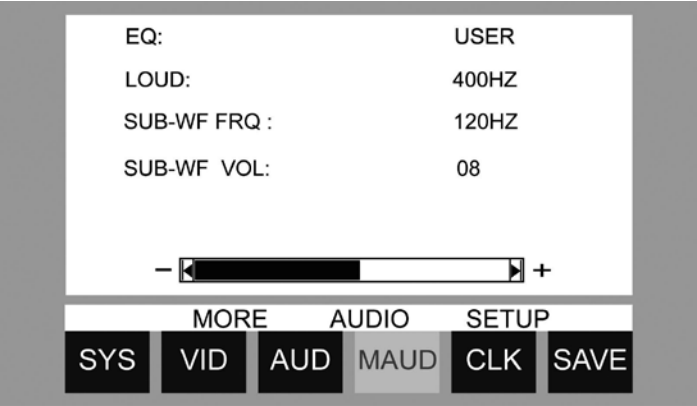 EQ: USER
LOUD: 400HZ
SUB-WF FRQ : 120HZ
SUB-WF VOL: 08
- +
MORE AUDIO SETUP
SYS VID AUD MAUD CLK SAVE